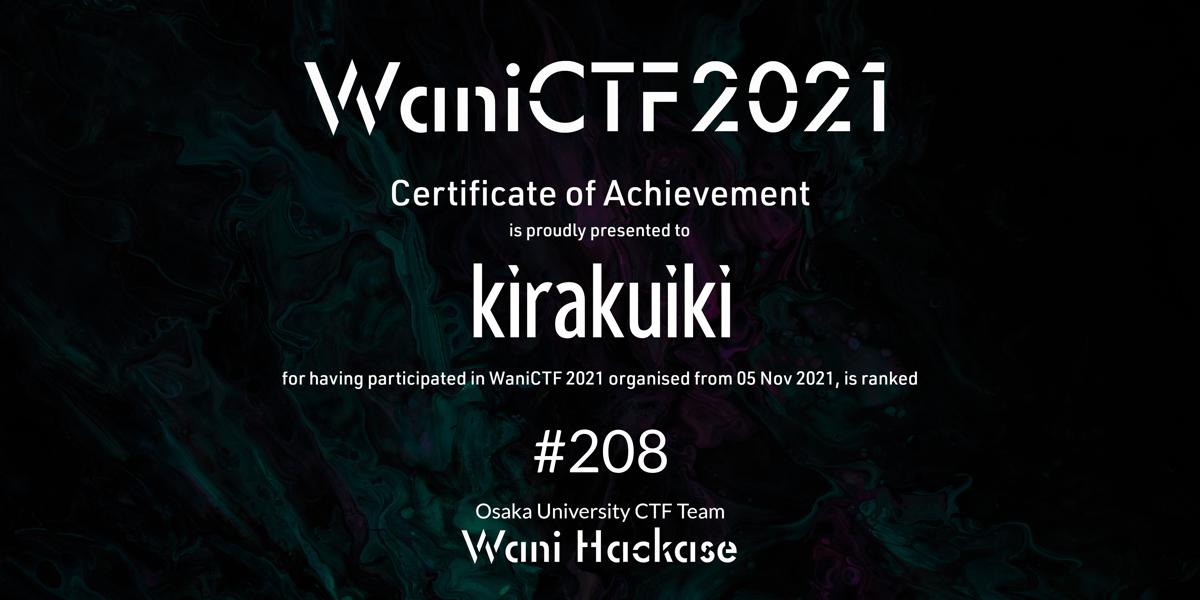 WaniCTF2021
Certificate of Achievement
is proudly presented to
kirakuiki
for having participated in WaniCTF 2021 organised from 05 Nov 2021, is ranked
#208
Osaka University CTF Team
Wani Hackase